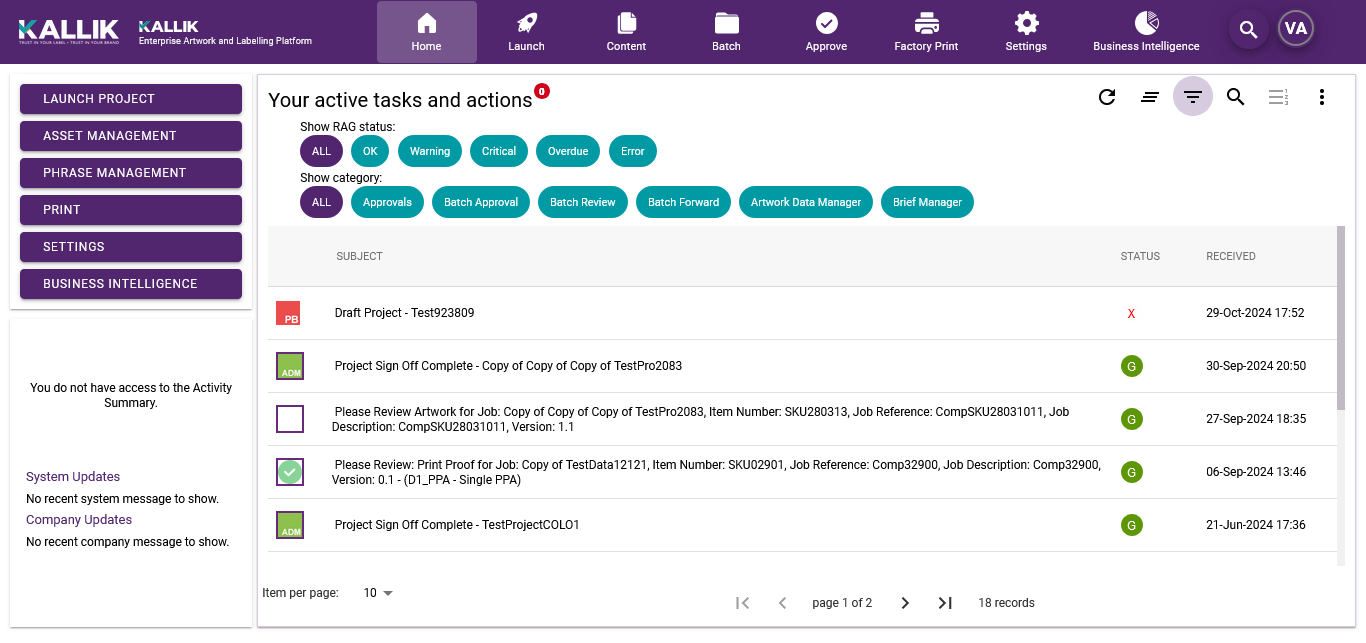 KALLIK
TRUST IN YOUR LABEL • TRUST IN YOUR BRAND
KALLIK
Enterprise Artwork and Labelling Platform
Home
Launch
Content
Batch
Approve
Factory Print
Settings
Business Intelligence
VA
LAUNCH PROJECT
ASSET MANAGEMENT
PHRASE MANAGEMENT
PRINT
SETTINGS
BUSINESS INTELLIGENCE
You do not have access to the Activity
Summary.
System Updates
No recent system message to show.
Company Updates
No recent company message to show.
Your active tasks and actions 0
Show RAG status:
ALL OK Warning Critical Overdue Error
Show category:
ALL Approvals Batch Approval Batch Review Batch Forward Artwork Data Manager Brief Manager
SUBJECT STATUS RECEIVED
PB Draft Project - Test923809 X 29-Oct-2024 17:52
ADM Project Sign Off Complete - Copy of Copy of Copy of TestPro2083 G 30-Sep-2024 20:50
Please Review Artwork for Job: Copy of Copy of Copy of TestPro2083, Item Number: SKU280313, Job Reference: CompSKU28031011, Job
Description: CompSKU28031011, Version: 1.1 G 27-Sep-2024 18:35
Please Review: Print Proof for Job: Copy of TestData12121, Item Number: SKU02901, Job Reference: Comp32900, Job Description: Comp32900,
Version: 0.1 - (D1_PPA - Single PPA) G 06-Sep-2024 13:46
ADM Project Sign Off Complete - TestProjectCOLO1 G 21-Jun-2024 17:36
Item per page: 10
page 1 of 2
18 records